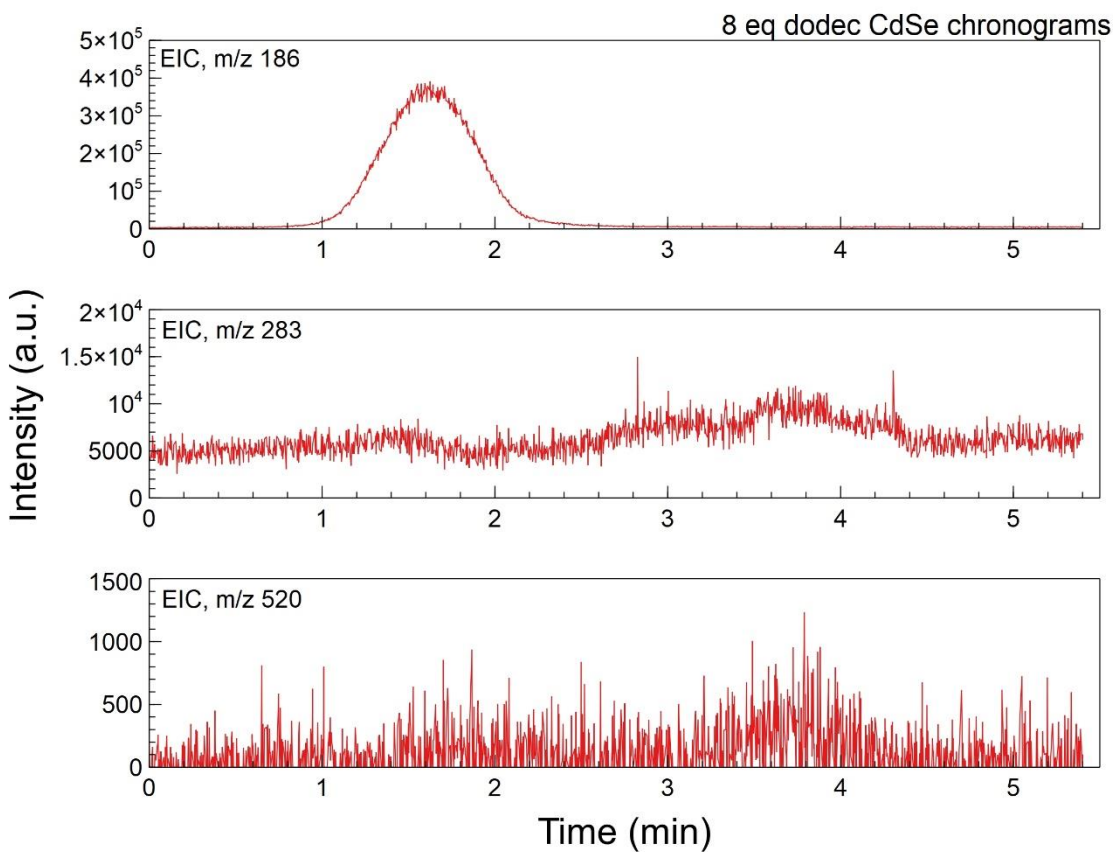 8 eq dodec CdSe chronograms
5×10⁵
EIC, m/z 186
4×10⁵
3×10⁵
2×10⁵
10⁵
0
0 1 2 3 4 5
Intensity (a.u.)
2×10⁴
EIC, m/z 283
1.5×10⁴
10⁴
5000
0
0 1 2 3 4 5
1500
EIC, m/z 520
1000
500
0
0 1 2 3 4 5
Time (min)